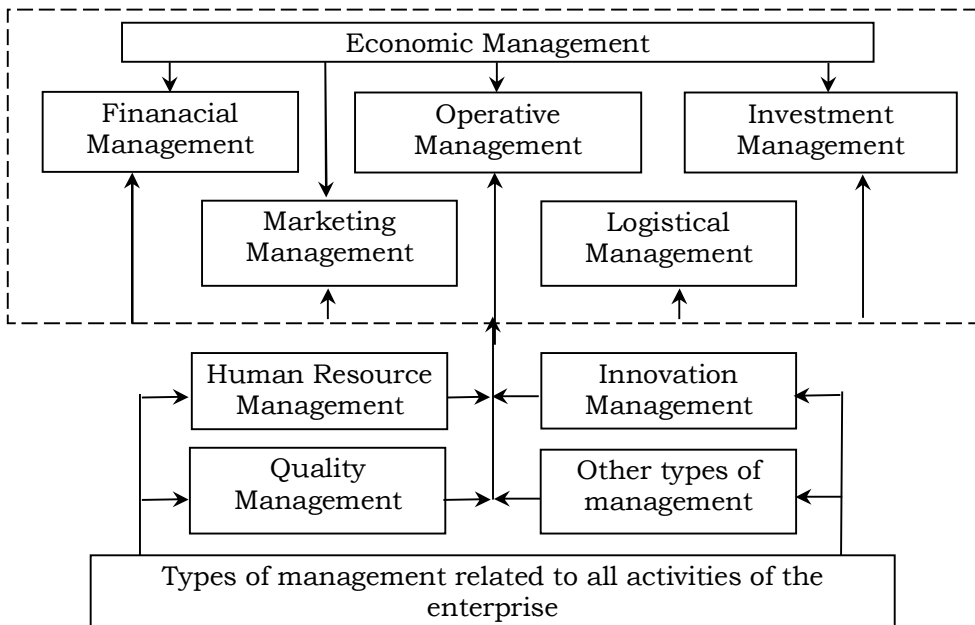 Economic Management
Finanacial
Management
Operative
Management
Investment
Management
Marketing
Management
Logistical
Management
Human Resource
Management
Innovation
Management
Quality
Management
Other types of
management
Types of management related to all activities of the
enterprise